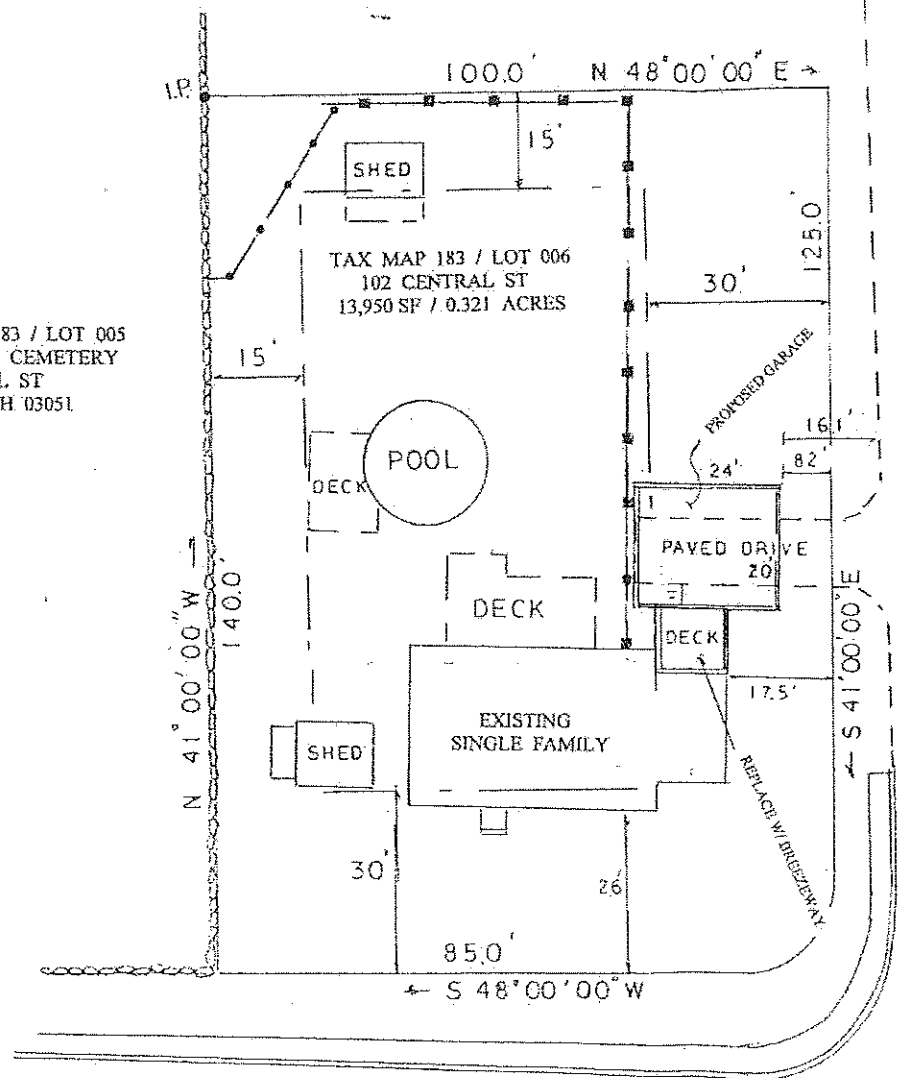 I.P.
100.0' N 48°00'00" E →
15'
SHED
125.0'
TAX MAP 183 / LOT 006
102 CENTRAL ST
13,950 SF / 0.321 ACRES
30'
83 / LOT 005
CEMETERY
ST
03051
15'
PROPOSED GARAGE
16.1'
8.2'
24'
POOL
DECK
PAVED DRIVE
20'
DECK
DECK
N 41°00'00" W →
140.0'
17.5'
← S 41°00'00" E
EXISTING
SINGLE FAMILY
SHED
REPLACE W/ BREEZEWAY
30'
26'
85.0'
← S 48°00'00" W